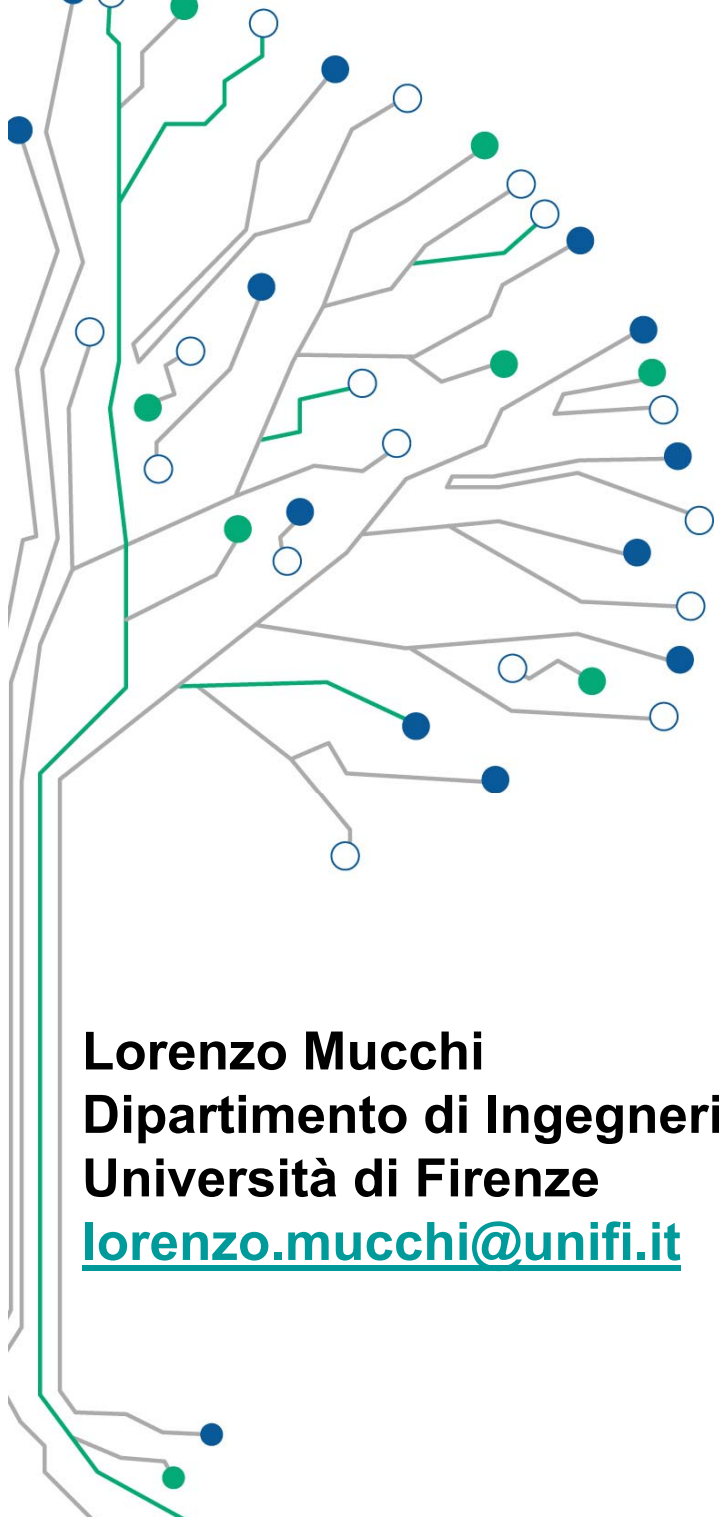 Lorenzo Mucchi
Dipartimento di Ingegneri
Università di Firenze
lorenzo.mucchi@unifi.it